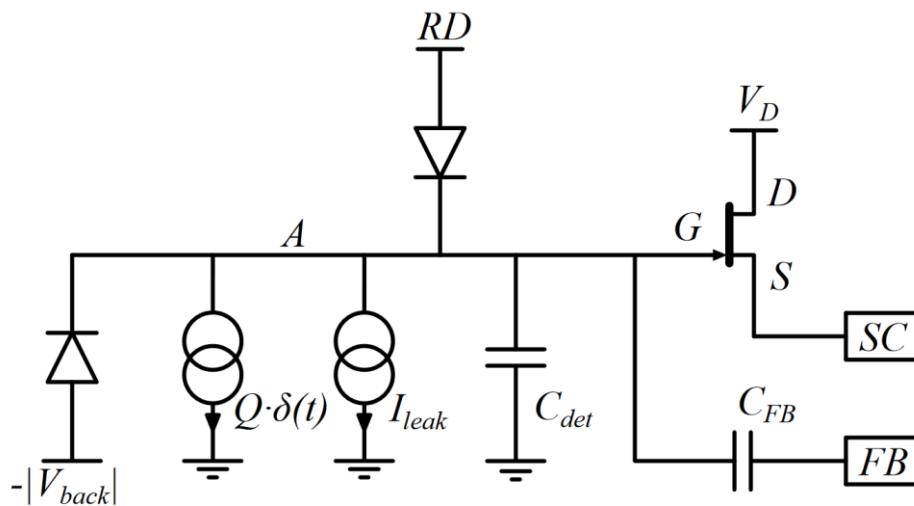 RD
V_D
D
A
G
S
SC
Q·δ(t)
I_leak
C_det
C_FB
FB
-|V_back|